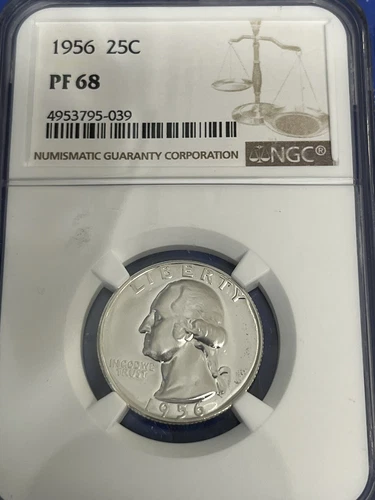 1956 25C
PF 68
4953795-039
NUMISMATIC GUARANTY CORPORATION NGC®
LIBERTY
IN GOD WE
TRUST
1956